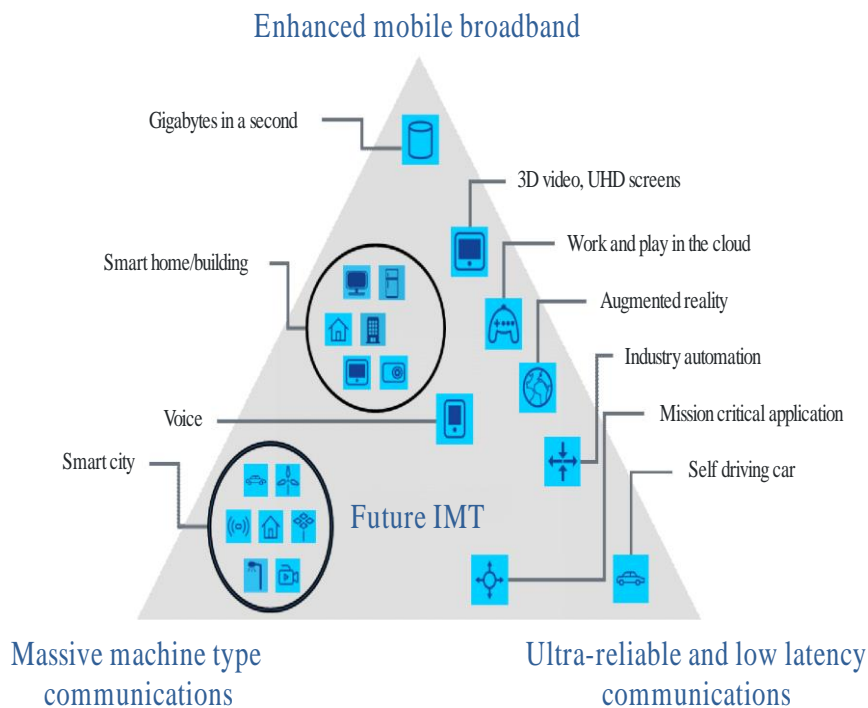 Enhanced mobile broadband
Gigabytes in a second
3D video, UHD screens
Work and play in the cloud
Smart home/building
Augmented reality
Industry automation
Mission critical application
Voice
Smart city
Self driving car
Future IMT
Massive machine type
communications
Ultra-reliable and low latency
communications